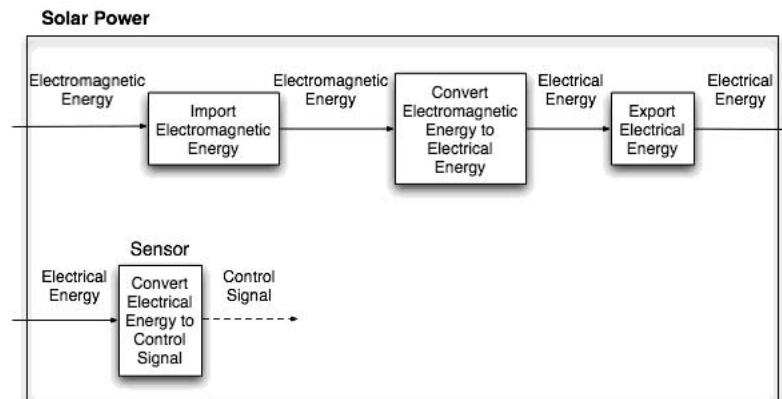 Solar Power
Electromagnetic
Energy
Import
Electromagnetic
Energy
Electromagnetic
Energy
Convert
Electromagnetic
Energy to
Electrical
Energy
Electrical
Energy
Export
Electrical
Energy
Electrical
Energy
Electrical
Energy
Sensor
Convert
Electrical
Energy to
Control
Signal
Control
Signal